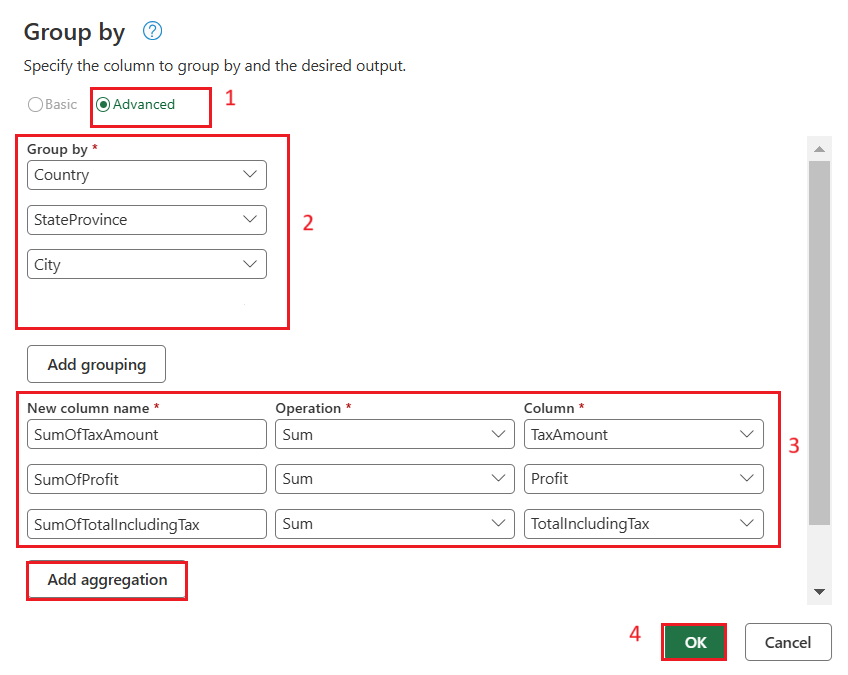 Group by ?
Specify the column to group by and the desired output.
Basic Advanced 1
Group by *
Country
StateProvince
2
City
Add grouping
New column name * Operation * Column *
SumOfTaxAmount Sum TaxAmount
3
SumOfProfit Sum Profit
SumOfTotalIncludingTax Sum TotalIncludingTax
Add aggregation
4 OK Cancel